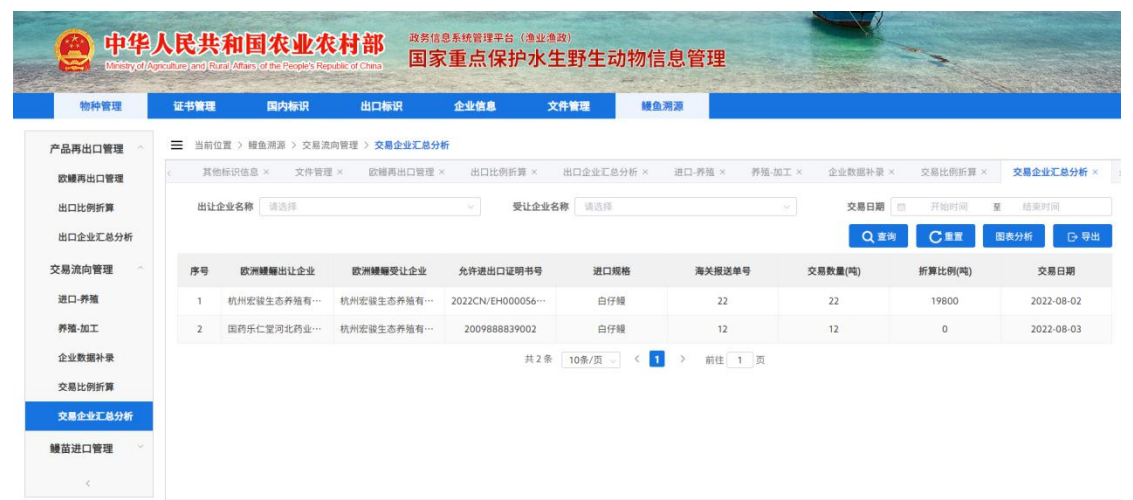 中华人民共和国农业农村部
Ministry of Agriculture and Rural Affairs of the People's Republic of China
政务信息系统管理平台（渔业渔政）
国家重点保护水生野生动物信息管理
物种管理 证书管理 国内标识 出口标识 企业信息 文件管理 鳗鱼溯源
产品再出口管理
欧鳗再出口管理
出口比例折算
出口企业汇总分析
交易流向管理
进口-养殖
养殖-加工
企业数据补录
交易比例折算
交易企业汇总分析
鳗苗进口管理
当前位置 > 鳗鱼溯源 > 交易流向管理 > 交易企业汇总分析
其他标识信息 × 文件管理 × 欧鳗再出口管理 × 出口比例折算 × 出口企业汇总分析 × 进口-养殖 × 养殖-加工 × 企业数据补录 × 交易比例折算 × 交易企业汇总分析 ×
出让企业名称 请选择 受让企业名称 请选择 交易日期 开始时间 至 结束时间
查询 重置 图表分析 导出
序号 欧洲鳗鲡出让企业 欧洲鳗鲡受让企业 允许进出口证明书号 进口规格 海关报送单号 交易数量(吨) 折算比例(吨) 交易日期
1 杭州宏骏生态养殖有… 杭州宏骏生态养殖有… 2022CN/EH000056… 白仔鳗 22 22 19800 2022-08-02
2 国药乐仁堂河北药业… 杭州宏骏生态养殖有… 2009888839002 白仔鳗 12 12 0 2022-08-03
共 2 条 10条/页 < 1 > 前往 1 页